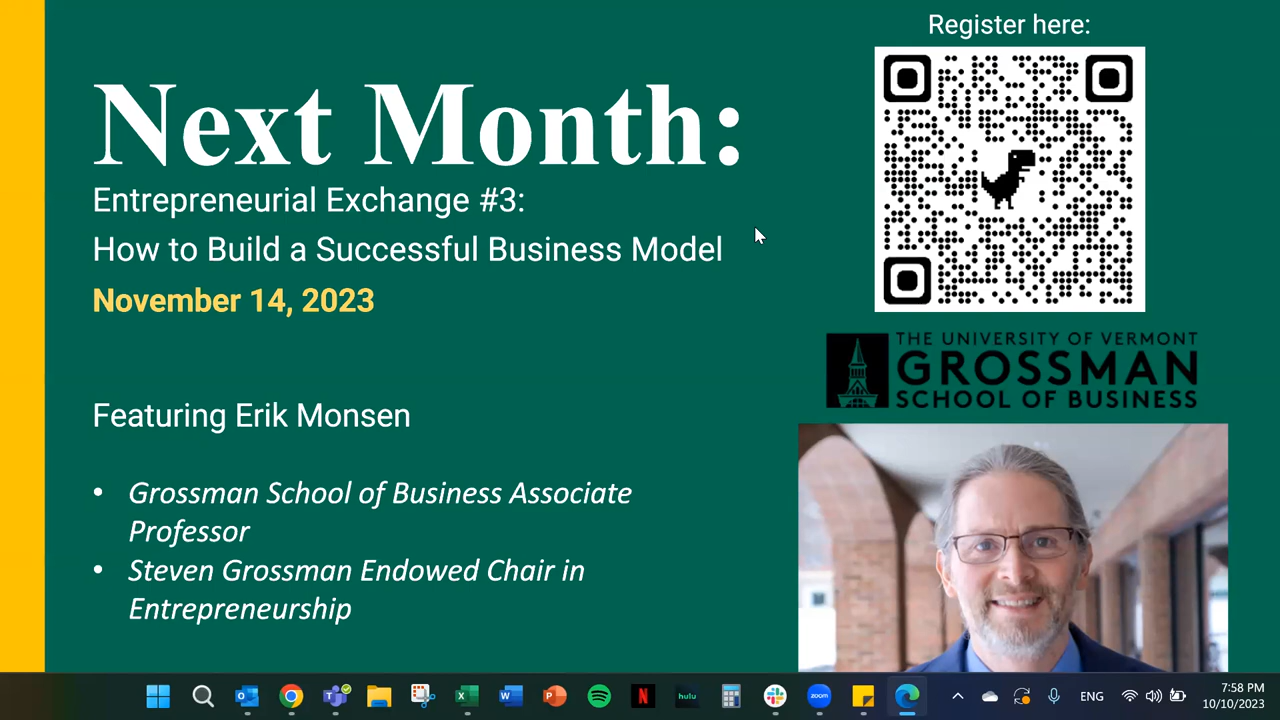 Register here:
Next Month:
Entrepreneurial Exchange #3:
How to Build a Successful Business Model
November 14, 2023
THE UNIVERSITY OF VERMONT
GROSSMAN
SCHOOL OF BUSINESS
Featuring Erik Monsen
• Grossman School of Business Associate
Professor
• Steven Grossman Endowed Chair in
Entrepreneurship
hulu
zoom
ENG
7:58 PM
10/10/2023